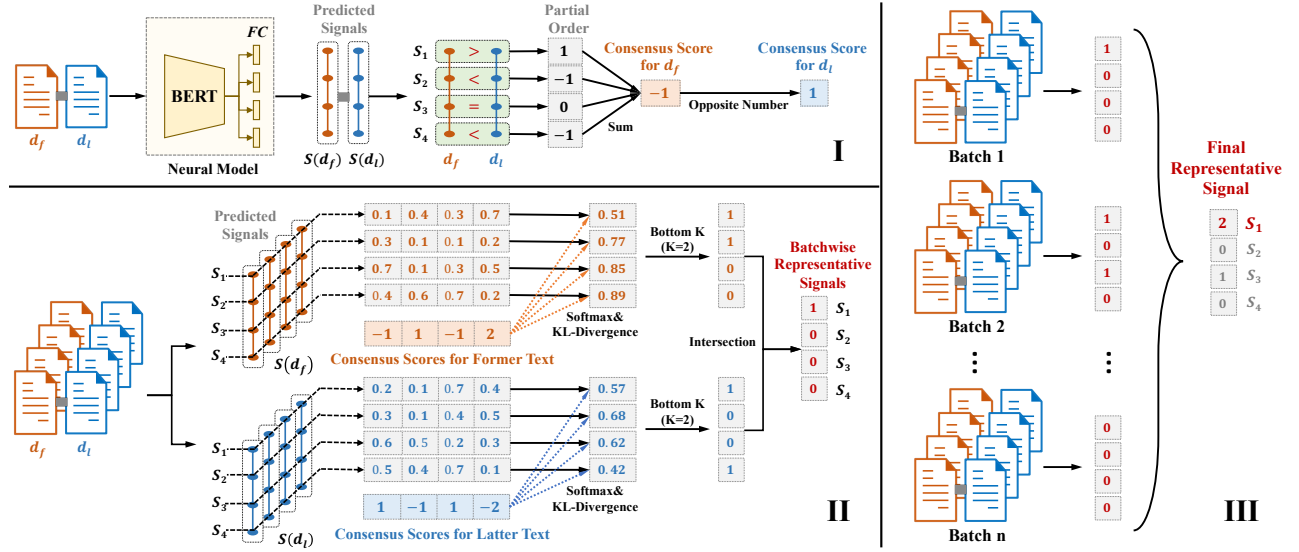 Predicted
Signals
FC
BERT
Neural Model
d_f
d_l
S(d_f)
S(d_l)
Partial
Order
S_1
>
1
S_2
<
−1
S_3
=
0
S_4
<
−1
d_f
d_l
Sum
Consensus Score
for d_f
−1
Opposite Number
Consensus Score
for d_l
1
I
Predicted
Signals
S_1
S_2
S_3
S_4
S(d_f)
0.1 0.4 0.3 0.7
0.3 0.1 0.1 0.2
0.7 0.1 0.3 0.5
0.4 0.6 0.7 0.2
−1 1 −1 2
Consensus Scores for Former Text
0.51
0.77
0.85
0.89
Softmax&
KL-Divergence
Bottom K
(K=2)
1
1
0
0
d_f
d_l
S_1
S_2
S_3
S_4
S(d_l)
0.2 0.1 0.7 0.4
0.3 0.1 0.4 0.5
0.6 0.5 0.2 0.3
0.5 0.4 0.7 0.1
1 −1 1 −2
Consensus Scores for Latter Text
0.57
0.68
0.62
0.42
Softmax&
KL-Divergence
Bottom K
(K=2)
1
0
0
1
Intersection
Batchwise
Representative
Signals
1 S_1
0 S_2
0 S_3
0 S_4
II
Batch 1
1
0
0
0
Batch 2
1
0
1
0
...
...
Batch n
0
0
0
0
Final
Representative
Signal
2 S_1
0 S_2
1 S_3
0 S_4
III